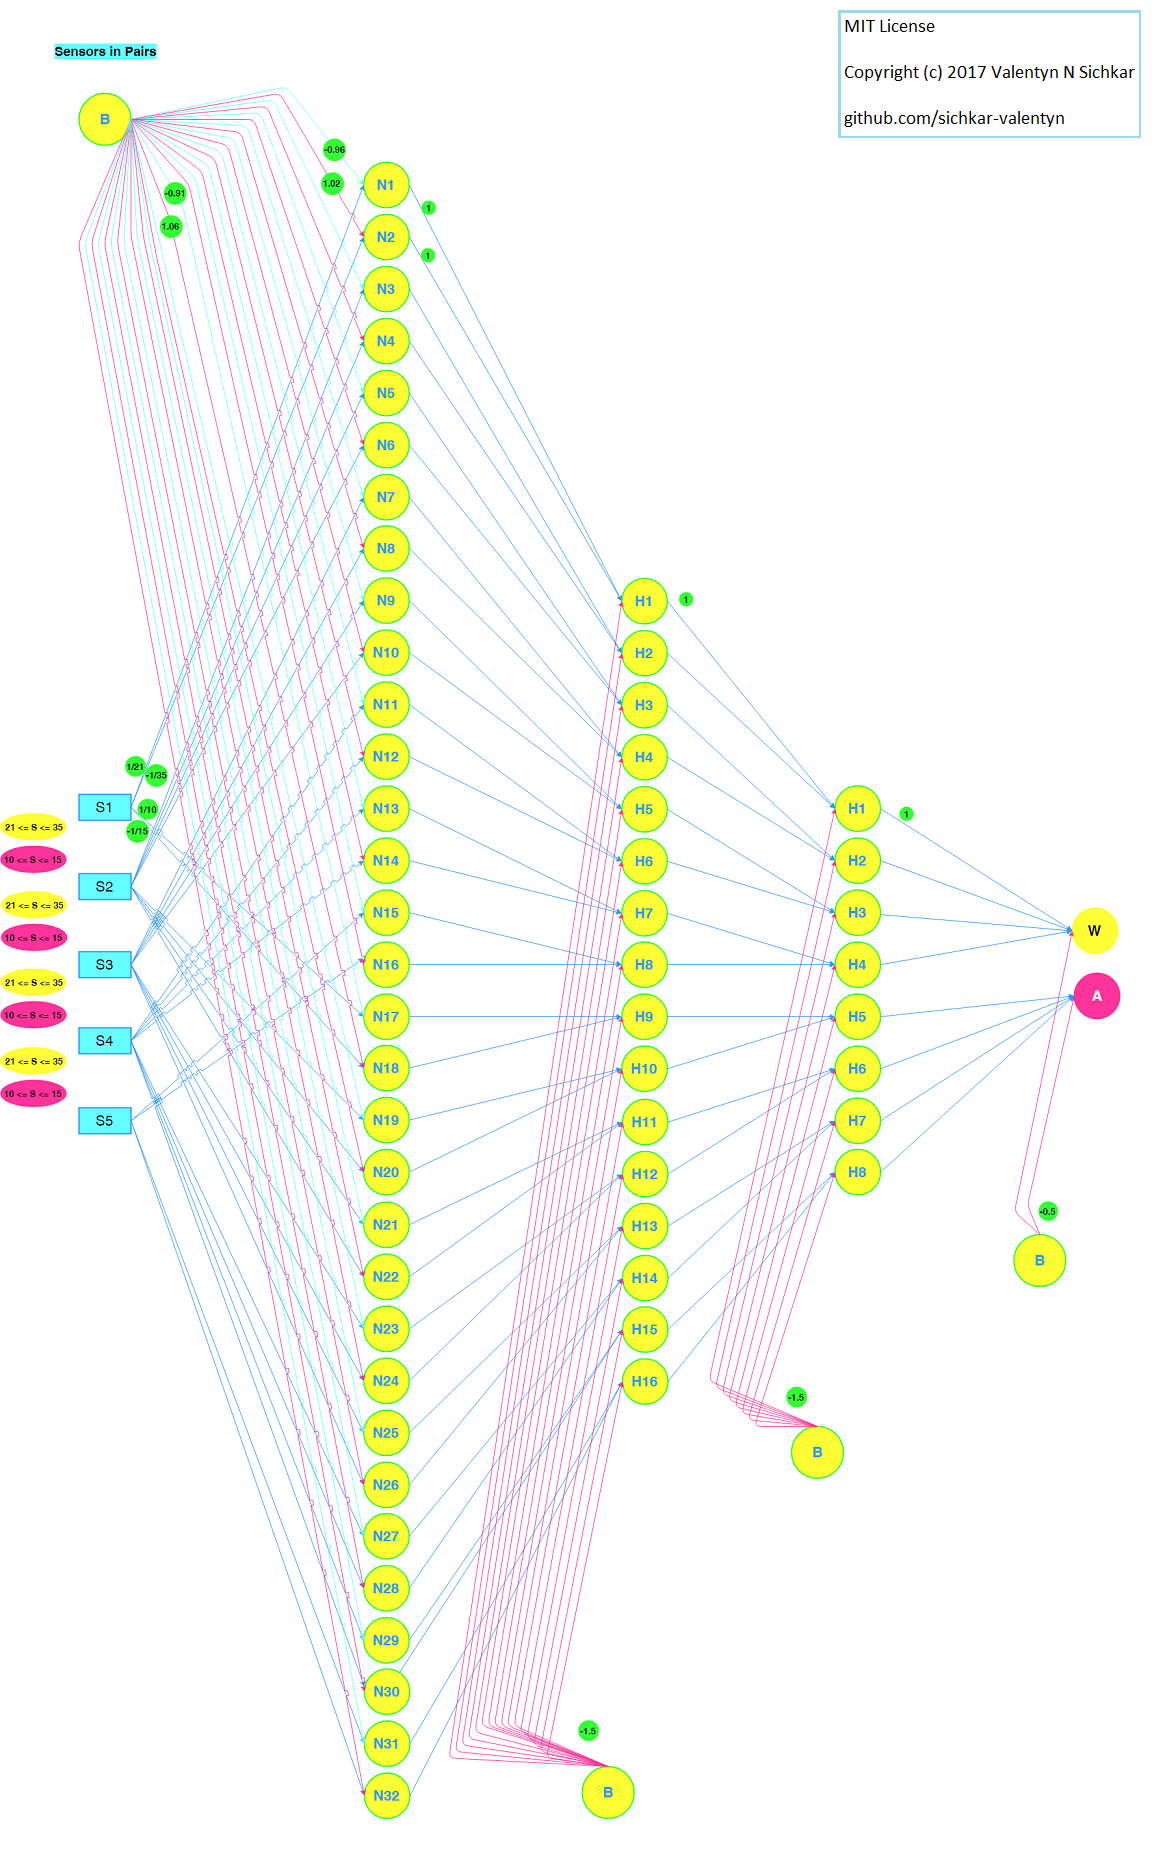 MIT License
Copyright (c) 2017 Valentyn N Sichkar
github.com/sichkar-valentyn
Sensors in Pairs
B
-0.96
1.02
-0.91
1.06
N1
1
N2
1
N3
N4
N5
N6
N7
N8
N9
N10
N11
N12
N13
N14
N15
N16
N17
N18
N19
N20
N21
N22
N23
N24
N25
N26
N27
N28
N29
N30
N31
N32
1/21
-1/35
1/10
-1/15
S1
21 <= S <= 35
10 <= S <= 15
S2
21 <= S <= 35
10 <= S <= 15
S3
21 <= S <= 35
10 <= S <= 15
S4
21 <= S <= 35
10 <= S <= 15
S5
H1
1
H2
H3
H4
H5
H6
H7
H8
H9
H10
H11
H12
H13
H14
H15
H16
-1.5
B
H1
1
H2
H3
H4
H5
H6
H7
H8
-1.5
B
W
A
-0.5
B